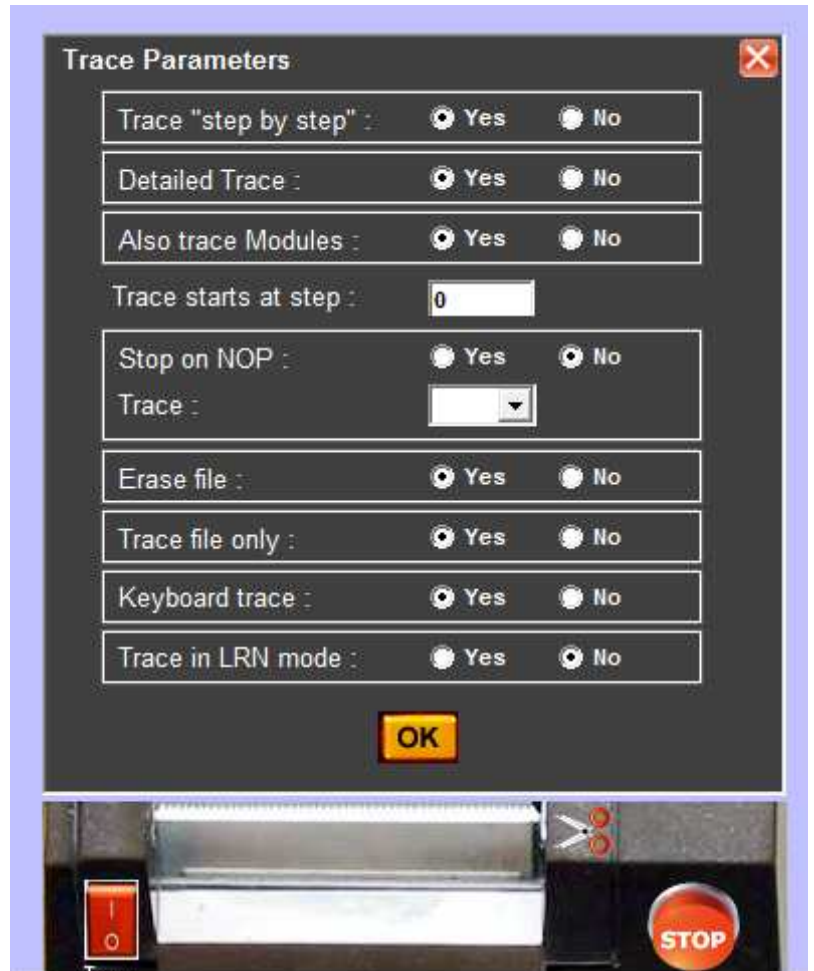 Trace Parameters
Trace "step by step" : Yes No
Detailed Trace : Yes No
Also trace Modules : Yes No
Trace starts at step : 0
Stop on NOP : Yes No
Trace :
Erase file : Yes No
Trace file only : Yes No
Keyboard trace : Yes No
Trace in LRN mode : Yes No
OK
I
O
STOP